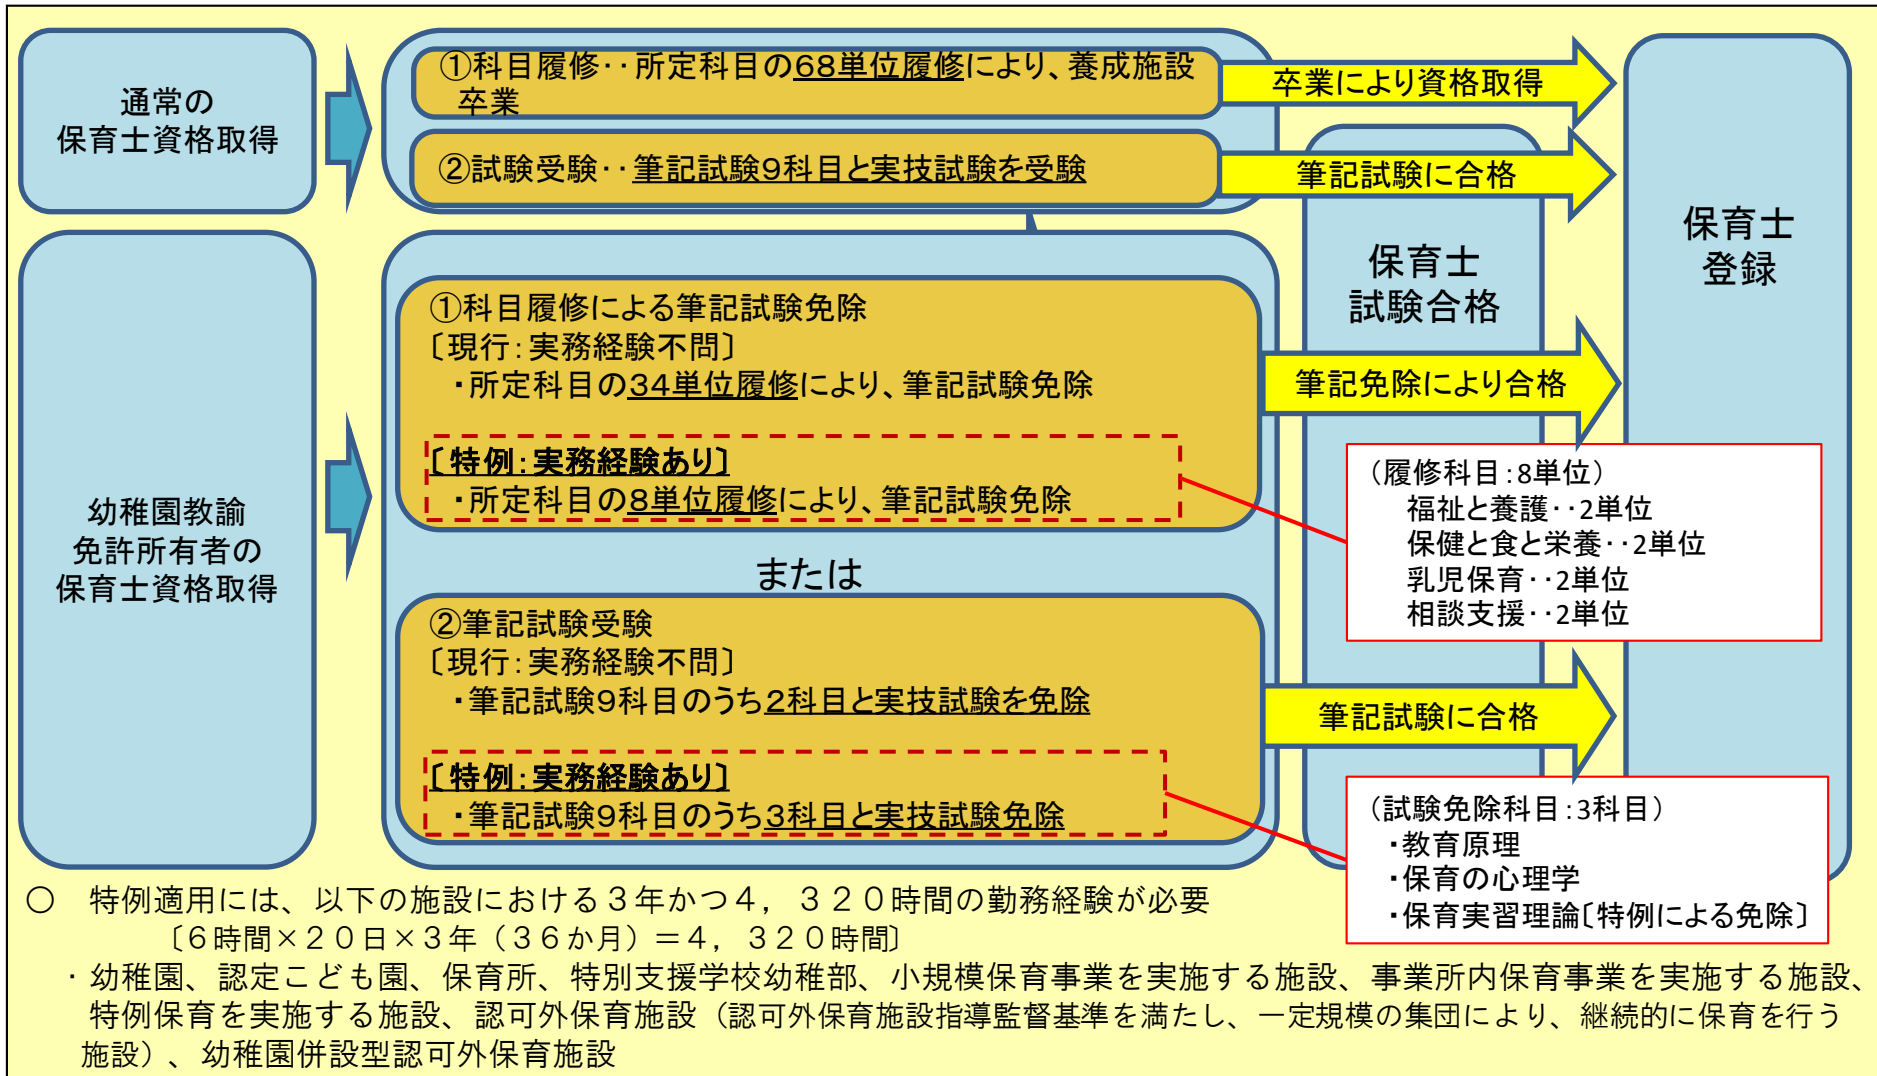 通常の
保育士資格取得
①科目履修‥所定科目の68単位履修により、養成施設
卒業
②試験受験‥筆記試験9科目と実技試験を受験
卒業により資格取得
筆記試験に合格
保育士
試験合格
保育士
登録
幼稚園教諭
免許所有者の
保育士資格取得
①科目履修による筆記試験免除
〔現行：実務経験不問〕
・所定科目の34単位履修により、筆記試験免除
〔特例：実務経験あり〕
・所定科目の8単位履修により、筆記試験免除
または
②筆記試験受験
〔現行：実務経験不問〕
・筆記試験9科目のうち2科目と実技試験を免除
〔特例：実務経験あり〕
・筆記試験9科目のうち3科目と実技試験免除
筆記免除により合格
（履修科目：8単位）
福祉と養護‥2単位
保健と食と栄養‥2単位
乳児保育‥2単位
相談支援‥2単位
筆記試験に合格
（試験免除科目：3科目）
・教育原理
・保育の心理学
・保育実習理論〔特例による免除〕
○　特例適用には、以下の施設における３年かつ４，３２０時間の勤務経験が必要
〔６時間×２０日×３年（３６か月）＝４，３２０時間〕
・幼稚園、認定こども園、保育所、特別支援学校幼稚部、小規模保育事業を実施する施設、事業所内保育事業を実施する施設、
特例保育を実施する施設、認可外保育施設（認可外保育施設指導監督基準を満たし、一定規模の集団により、継続的に保育を行う
施設）、幼稚園併設型認可外保育施設